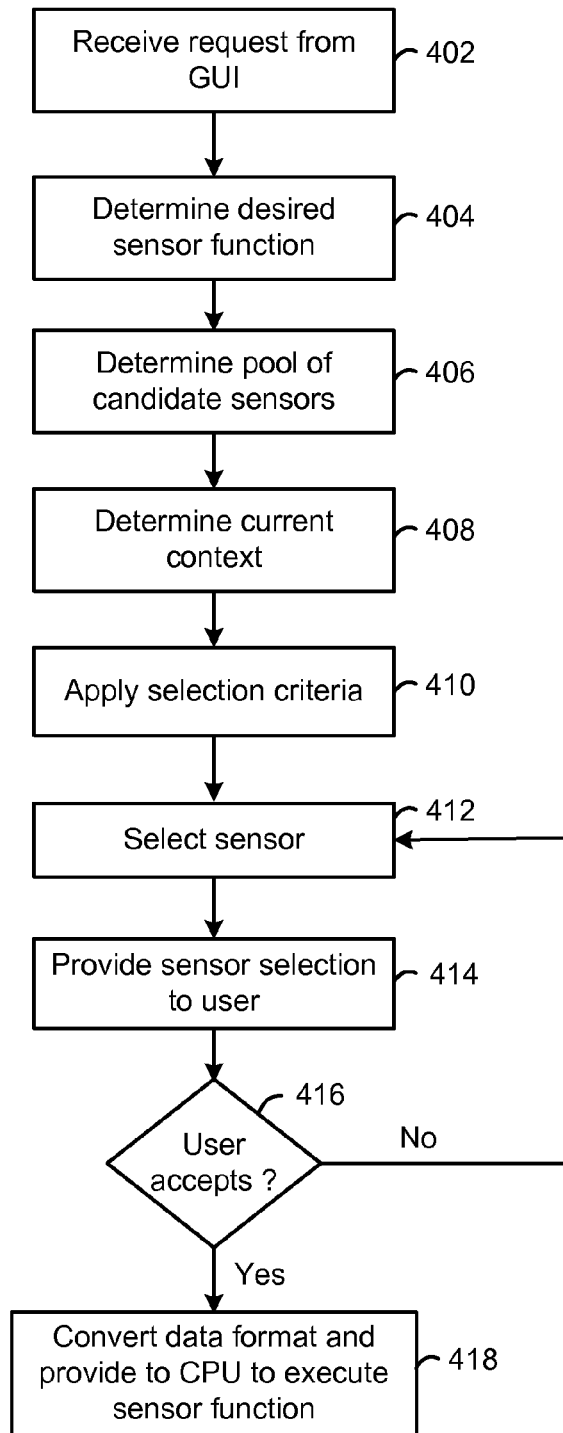 Receive request from
GUI
402
Determine desired
sensor function
404
Determine pool of
candidate sensors
406
Determine current
context
408
Apply selection criteria
410
412
Select sensor
Provide sensor selection
to user
414
416
User
accepts ?
No
Yes
Convert data format and
provide to CPU to execute
sensor function
418